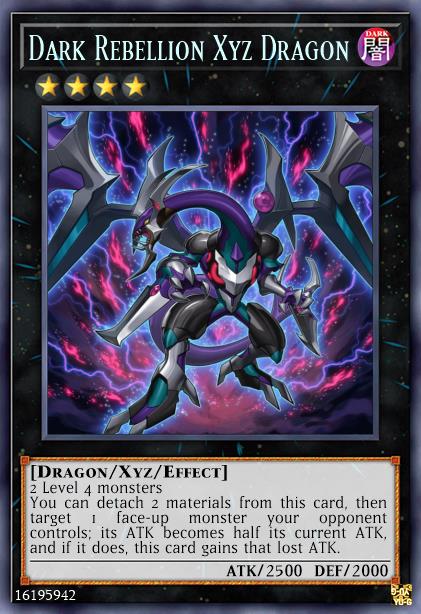 Dark Rebellion Xyz Dragon
DARK
闇
[Dragon/Xyz/Effect]
2 Level 4 monsters
You can detach 2 materials from this card, then
target 1 face-up monster your opponent
controls; its ATK becomes half its current ATK,
and if it does, this card gains that lost ATK.
ATK/2500 DEF/2000
16195942